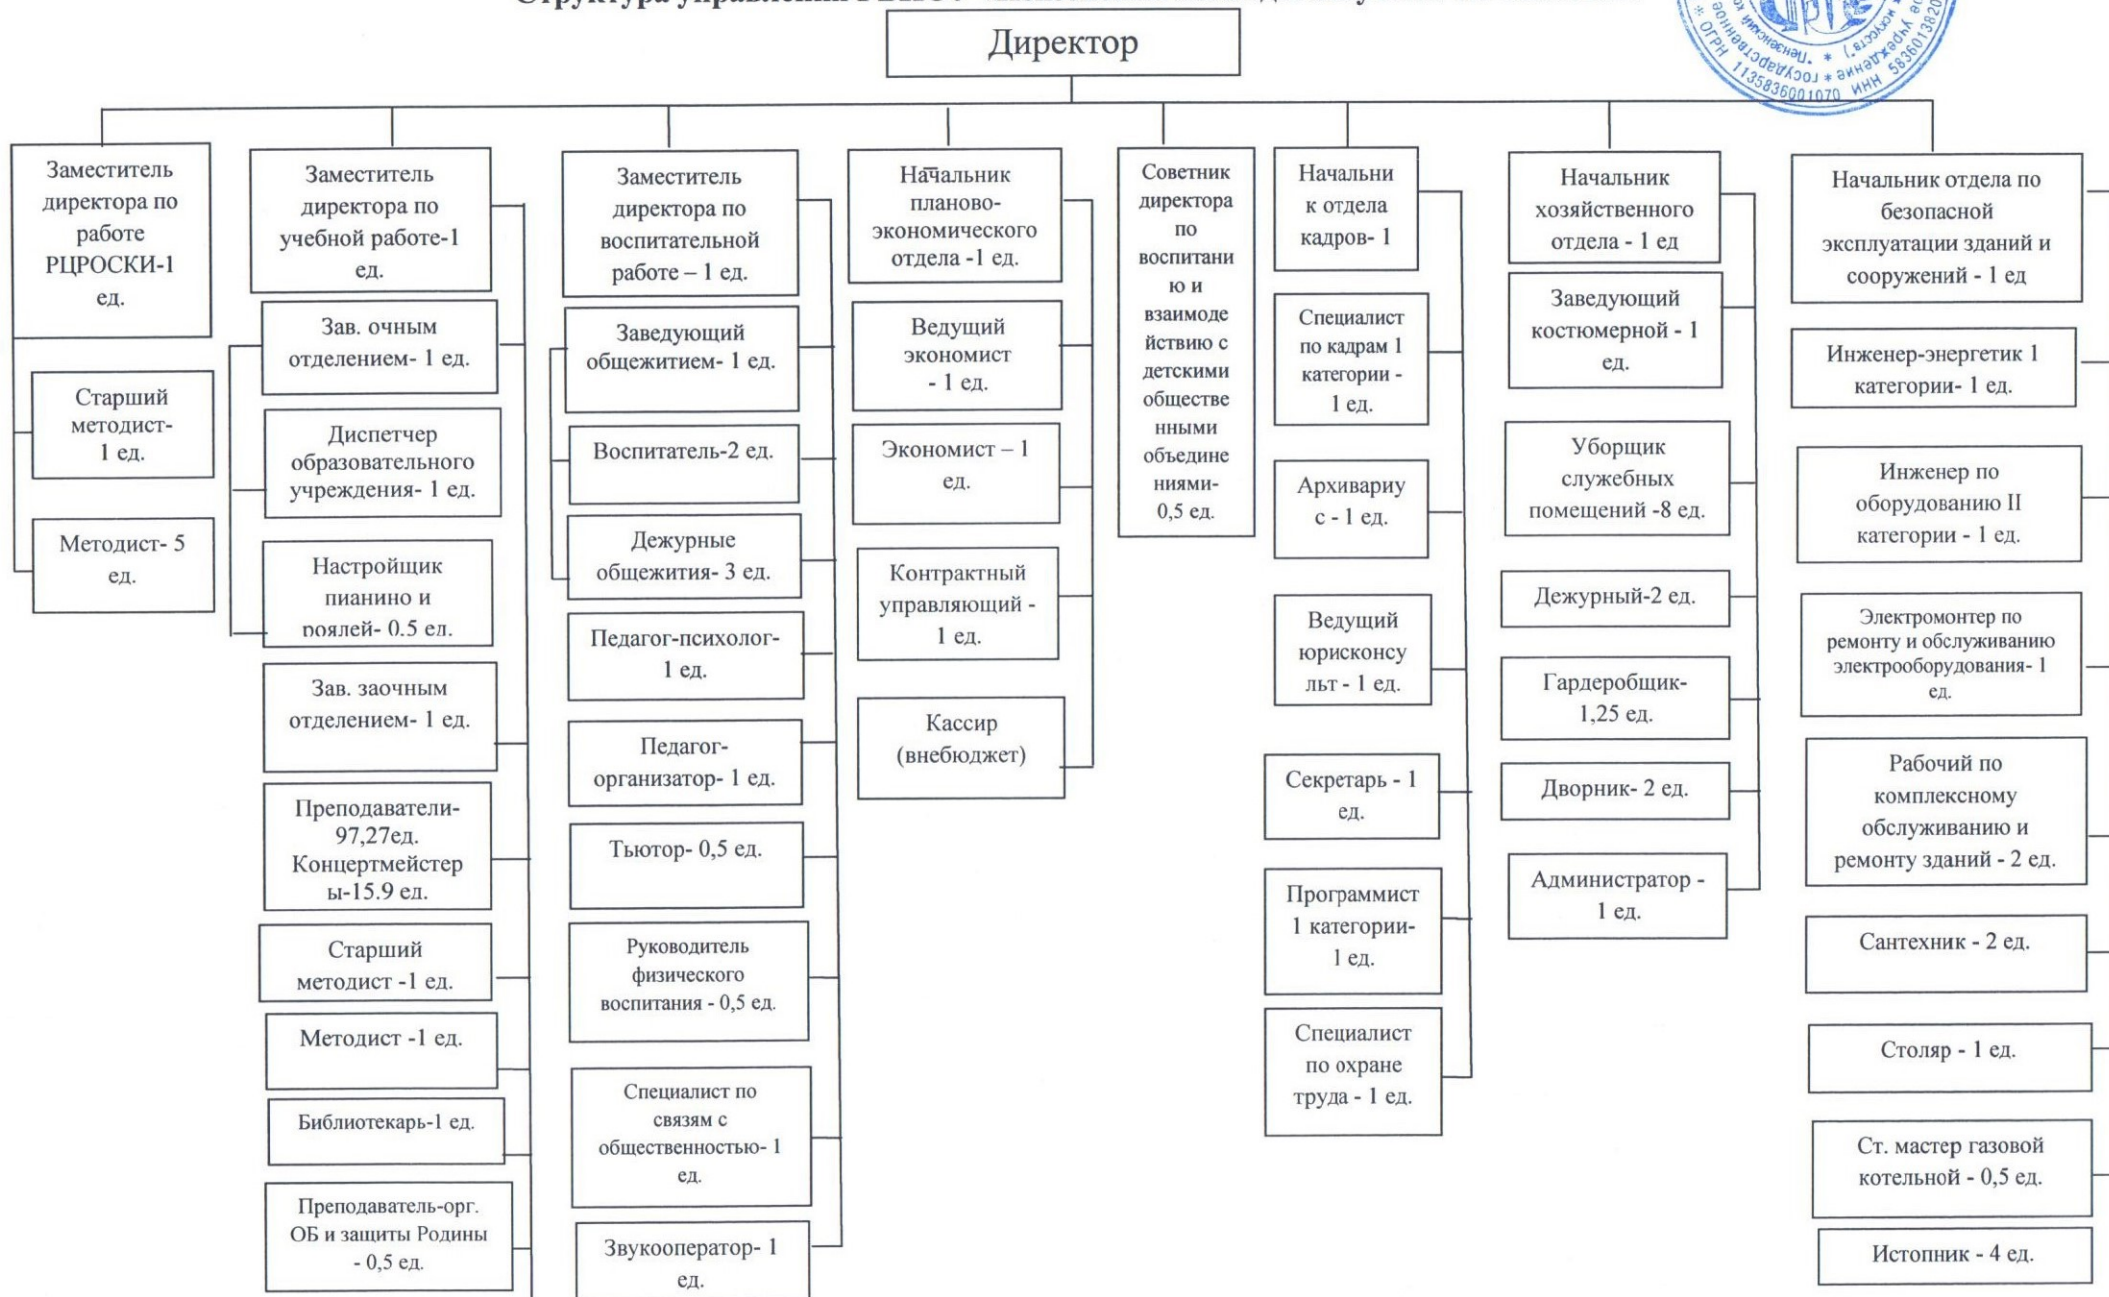 Директор
Заместитель
директора по
работе
РЦРОСКИ-1
ед.
Старший
методист-
1 ед.
Методист- 5
ед.
Заместитель
директора по
учебной работе-1
ед.
Зав. очным
отделением- 1 ед.
Диспетчер
образовательного
учреждения- 1 ед.
Настройщик
пианино и
роялей- 0.5 ед.
Зав. заочным
отделением- 1 ед.
Преподаватели-
97,27ед.
Концертмейстер
ы-15.9 ед.
Старший
методист -1 ед.
Методист -1 ед.
Библиотекарь-1 ед.
Преподаватель-орг.
ОБ и защиты Родины
- 0,5 ед.
Заместитель
директора по
воспитательной
работе – 1 ед.
Заведующий
общежитием- 1 ед.
Воспитатель-2 ед.
Дежурные
общежития- 3 ед.
Педагог-психолог-
1 ед.
Педагог-
организатор- 1 ед.
Тьютор- 0,5 ед.
Руководитель
физического
воспитания - 0,5 ед.
Специалист по
связям с
общественностью- 1
ед.
Звукооператор- 1
ед.
Начальник
планово-
экономического
отдела -1 ед.
Ведущий
экономист
- 1 ед.
Экономист – 1
ед.
Контрактный
управляющий -
1 ед.
Кассир
(внебюджет)
Советник
директора
по
воспитани
ю и
взаимоде
йствию с
детскими
обществе
нными
объедине
ниями-
0,5 ед.
Начальни
к отдела
кадров- 1
Специалист
по кадрам 1
категории -
1 ед.
Архивариу
с - 1 ед.
Ведущий
юрисконсу
льт - 1 ед.
Секретарь - 1
ед.
Программист
1 категории-
1 ед.
Специалист
по охране
труда - 1 ед.
Начальник
хозяйственного
отдела - 1 ед
Заведующий
костюмерной - 1
ед.
Уборщик
служебных
помещений -8 ед.
Дежурный-2 ед.
Гардеробщик-
1,25 ед.
Дворник- 2 ед.
Администратор -
1 ед.
Начальник отдела по
безопасной
эксплуатации зданий и
сооружений - 1 ед
Инженер-энергетик 1
категории- 1 ед.
Инженер по
оборудованию II
категории - 1 ед.
Электромонтер по
ремонту и обслуживанию
электрооборудования- 1
ед.
Рабочий по
комплексному
обслуживанию и
ремонту зданий - 2 ед.
Сантехник - 2 ед.
Столяр - 1 ед.
Ст. мастер газовой
котельной - 0,5 ед.
Истопник - 4 ед.
ОГРН 1135836001070 ИНН